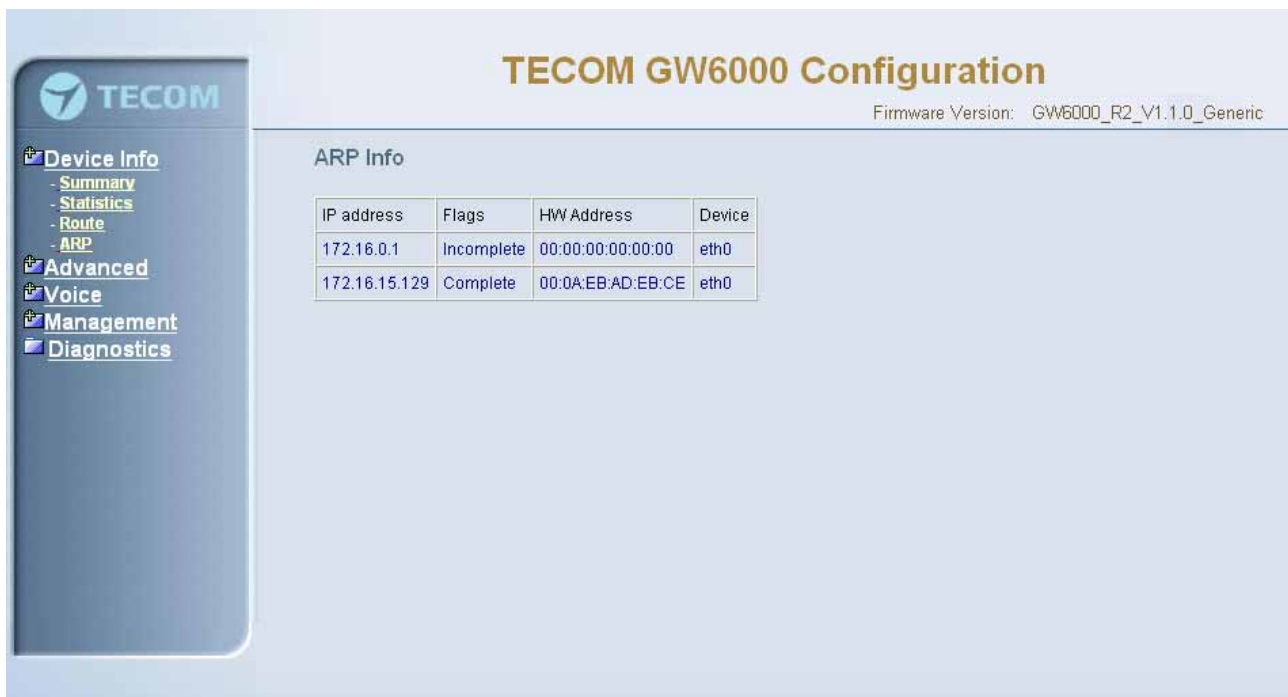 TECOM
TECOM GW6000 Configuration
Firmware Version: GW6000_R2_V1.1.0_Generic
Device Info
- Summary
- Statistics
- Route
- ARP
Advanced
Voice
Management
Diagnostics
ARP Info
IP address Flags HW Address Device
172.16.0.1 Incomplete 00:00:00:00:00:00 eth0
172.16.15.129 Complete 00:0A:EB:AD:EB:CE eth0